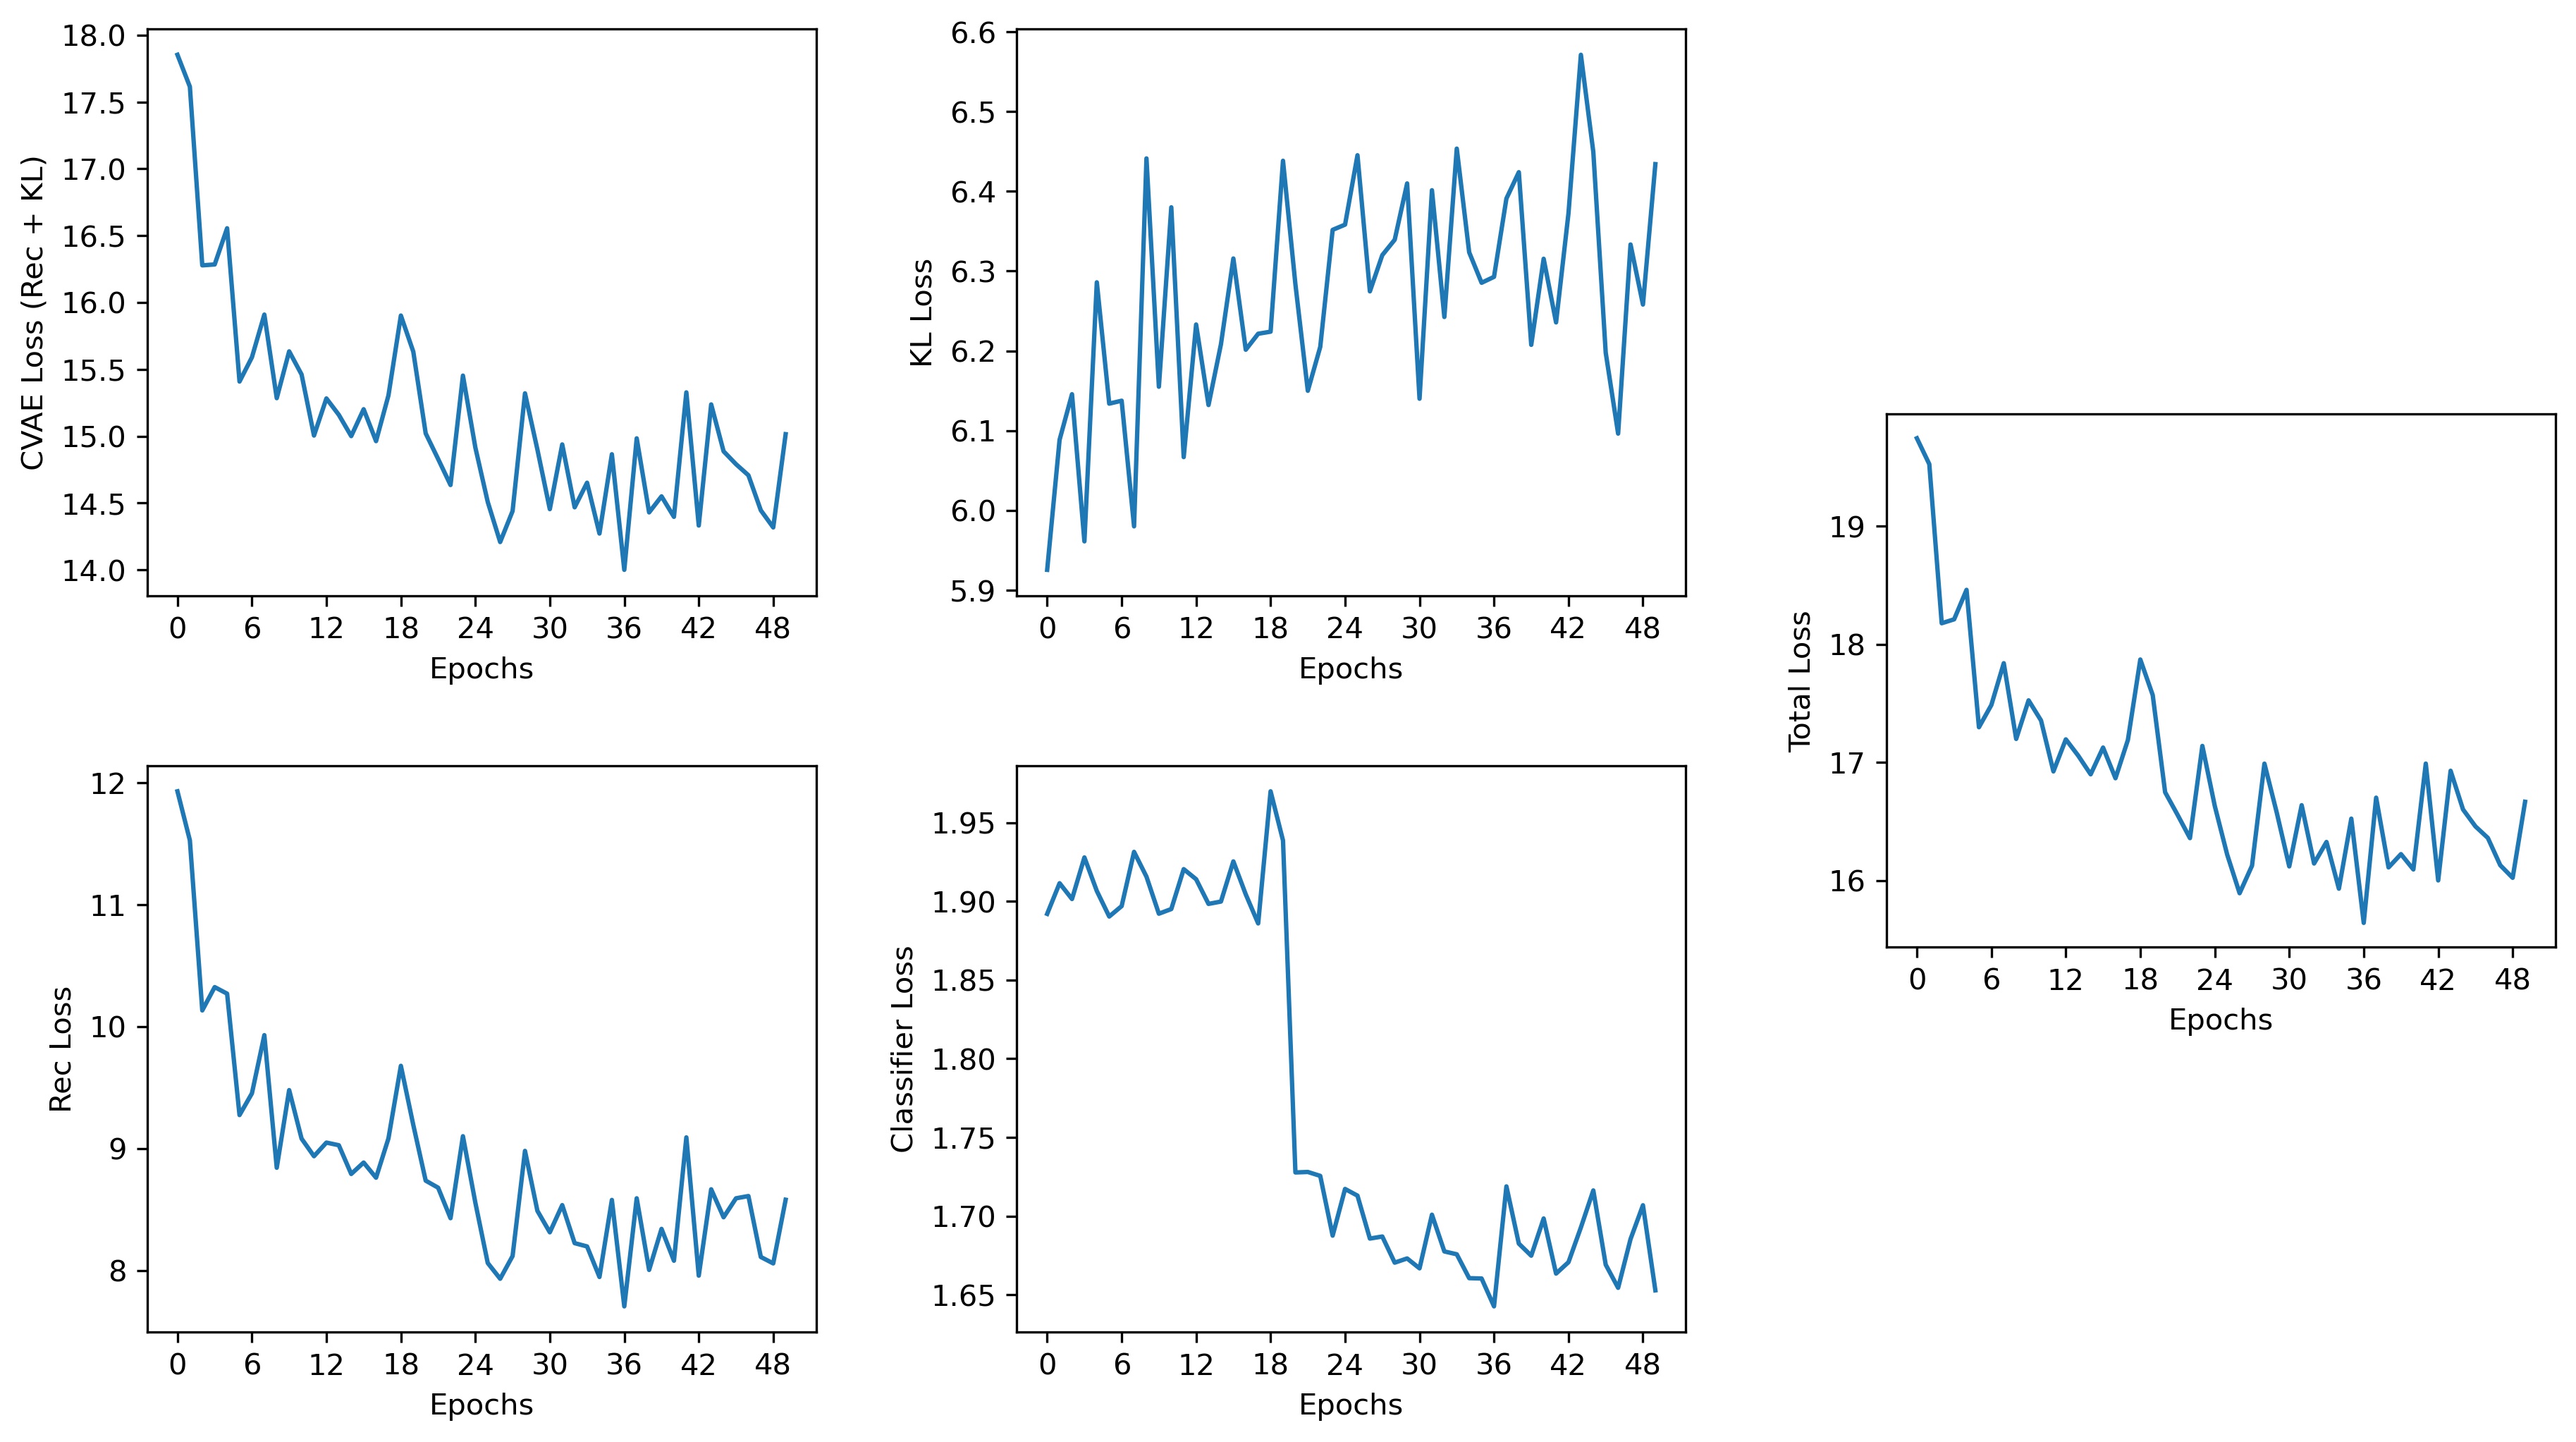 18.0
17.5
17.0
16.5
16.0
15.5
15.0
14.5
14.0
CVAE Loss (Rec + KL)
0 6 12 18 24 30 36 42 48
Epochs
6.6
6.5
6.4
6.3
6.2
6.1
6.0
5.9
KL Loss
0 6 12 18 24 30 36 42 48
Epochs
12
11
10
9
8
Rec Loss
0 6 12 18 24 30 36 42 48
Epochs
1.95
1.90
1.85
1.80
1.75
1.70
1.65
Classifier Loss
0 6 12 18 24 30 36 42 48
Epochs
19
18
17
16
Total Loss
0 6 12 18 24 30 36 42 48
Epochs